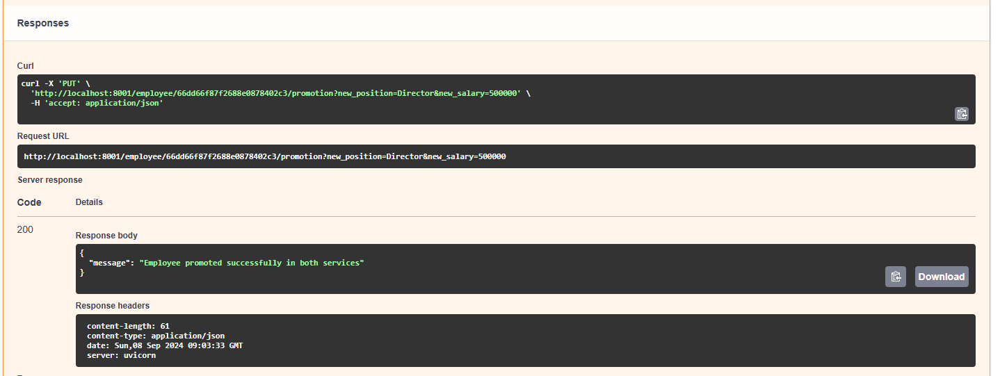 Responses
Curl
curl -X 'PUT' \
'http://localhost:8001/employee/66dd66f87f2688e0878402c3/promotion?new_position=Director&new_salary=500000' \
-H 'accept: application/json'
Request URL
http://localhost:8001/employee/66dd66f87f2688e0878402c3/promotion?new_position=Director&new_salary=500000
Server response
Code Details
200
Response body
{
"message": "Employee promoted successfully in both services"
}
Download
Response headers
content-length: 61
content-type: application/json
date: Sun,08 Sep 2024 09:03:33 GMT
server: uvicorn